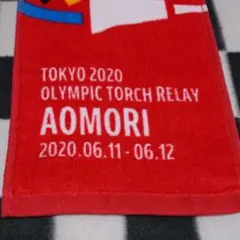 TOKYO 2020
OLYMPIC TORCH RELAY
AOMORI
2020.06.11 - 06.12